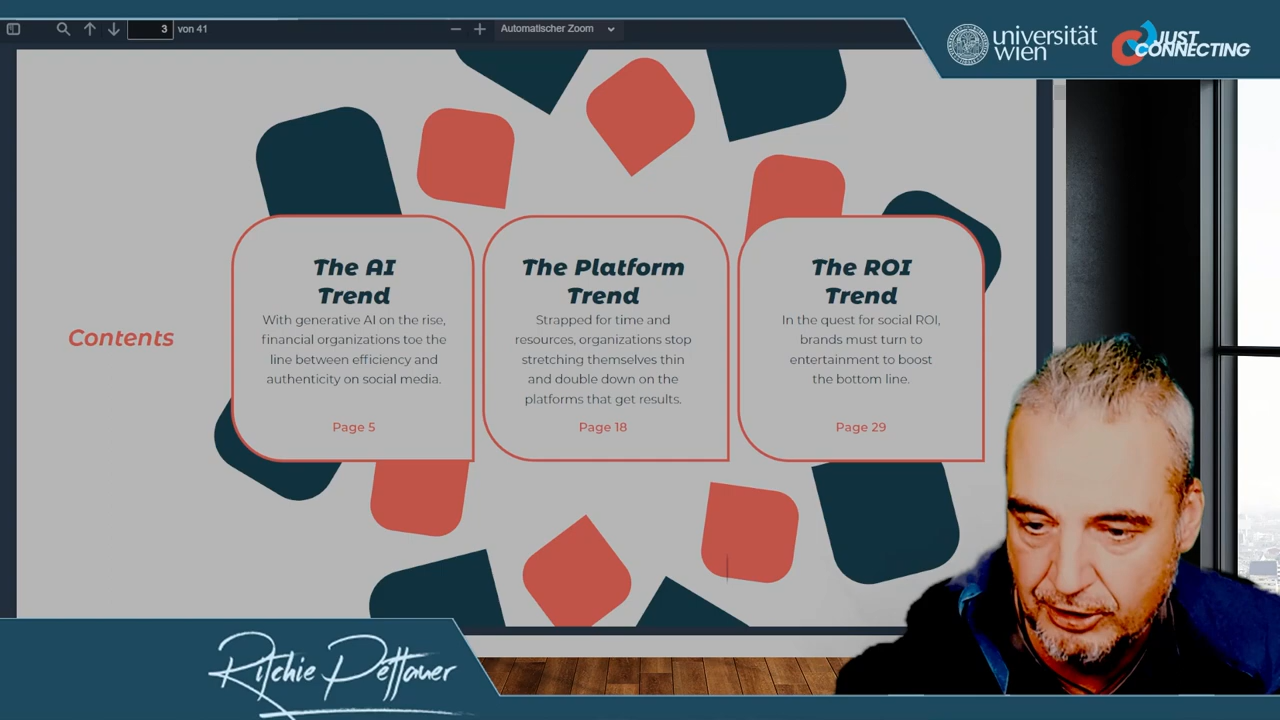 3 von 41
Automatischer Zoom
universität
wien
JUST
CONNECTING
Contents
The AI
Trend
With generative AI on the rise,
financial organizations toe the
line between efficiency and
authenticity on social media.
Page 5
The Platform
Trend
Strapped for time and
resources, organizations stop
stretching themselves thin
and double down on the
platforms that get results.
Page 18
The ROI
Trend
In the quest for social ROI,
brands must turn to
entertainment to boost
the bottom line.
Page 29
Ritchie Pettauer